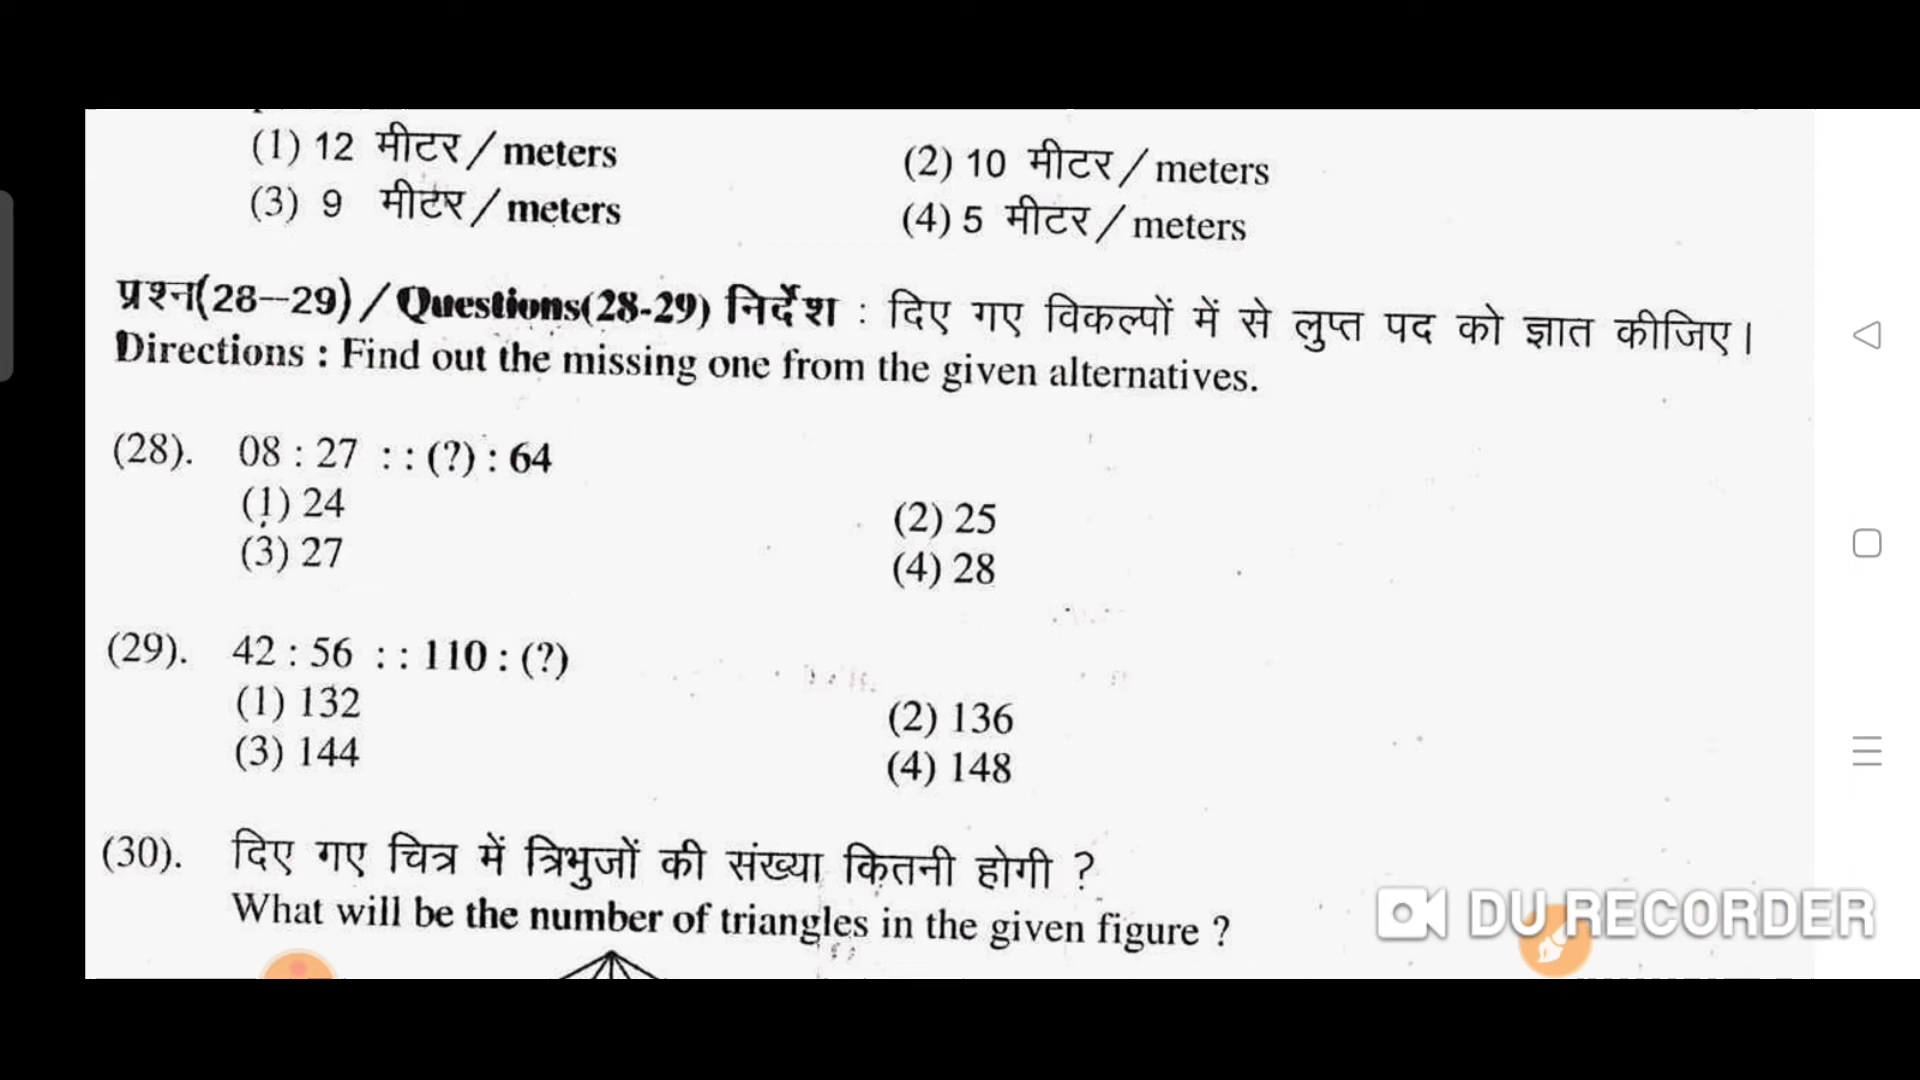 (1) 12 मीटर / meters
(2) 10 मीटर / meters
(3) 9 मीटर / meters
(4) 5 मीटर / meters
प्रश्न(28–29) / Questions(28-29) निर्देश : दिए गए विकल्पों में से लुप्त पद को ज्ञात कीजिए।
Directions : Find out the missing one from the given alternatives.
(28). 08 : 27 : : (?) : 64
(1) 24
(2) 25
(3) 27
(4) 28
(29). 42 : 56 : : 110 : (?)
(1) 132
(2) 136
(3) 144
(4) 148
(30). दिए गए चित्र में त्रिभुजों की संख्या कितनी होगी ?
What will be the number of triangles in the given figure ?
DU RECORDER